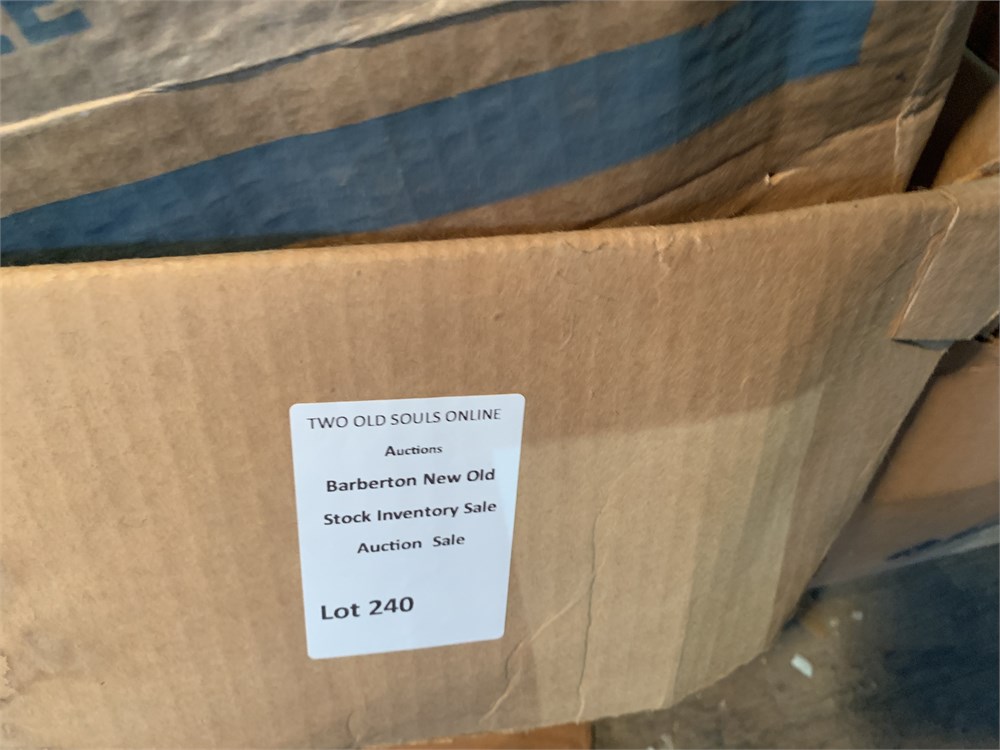 TWO OLD SOULS ONLINE
Auctions
Barberton New Old
Stock Inventory Sale
Auction Sale
Lot 240